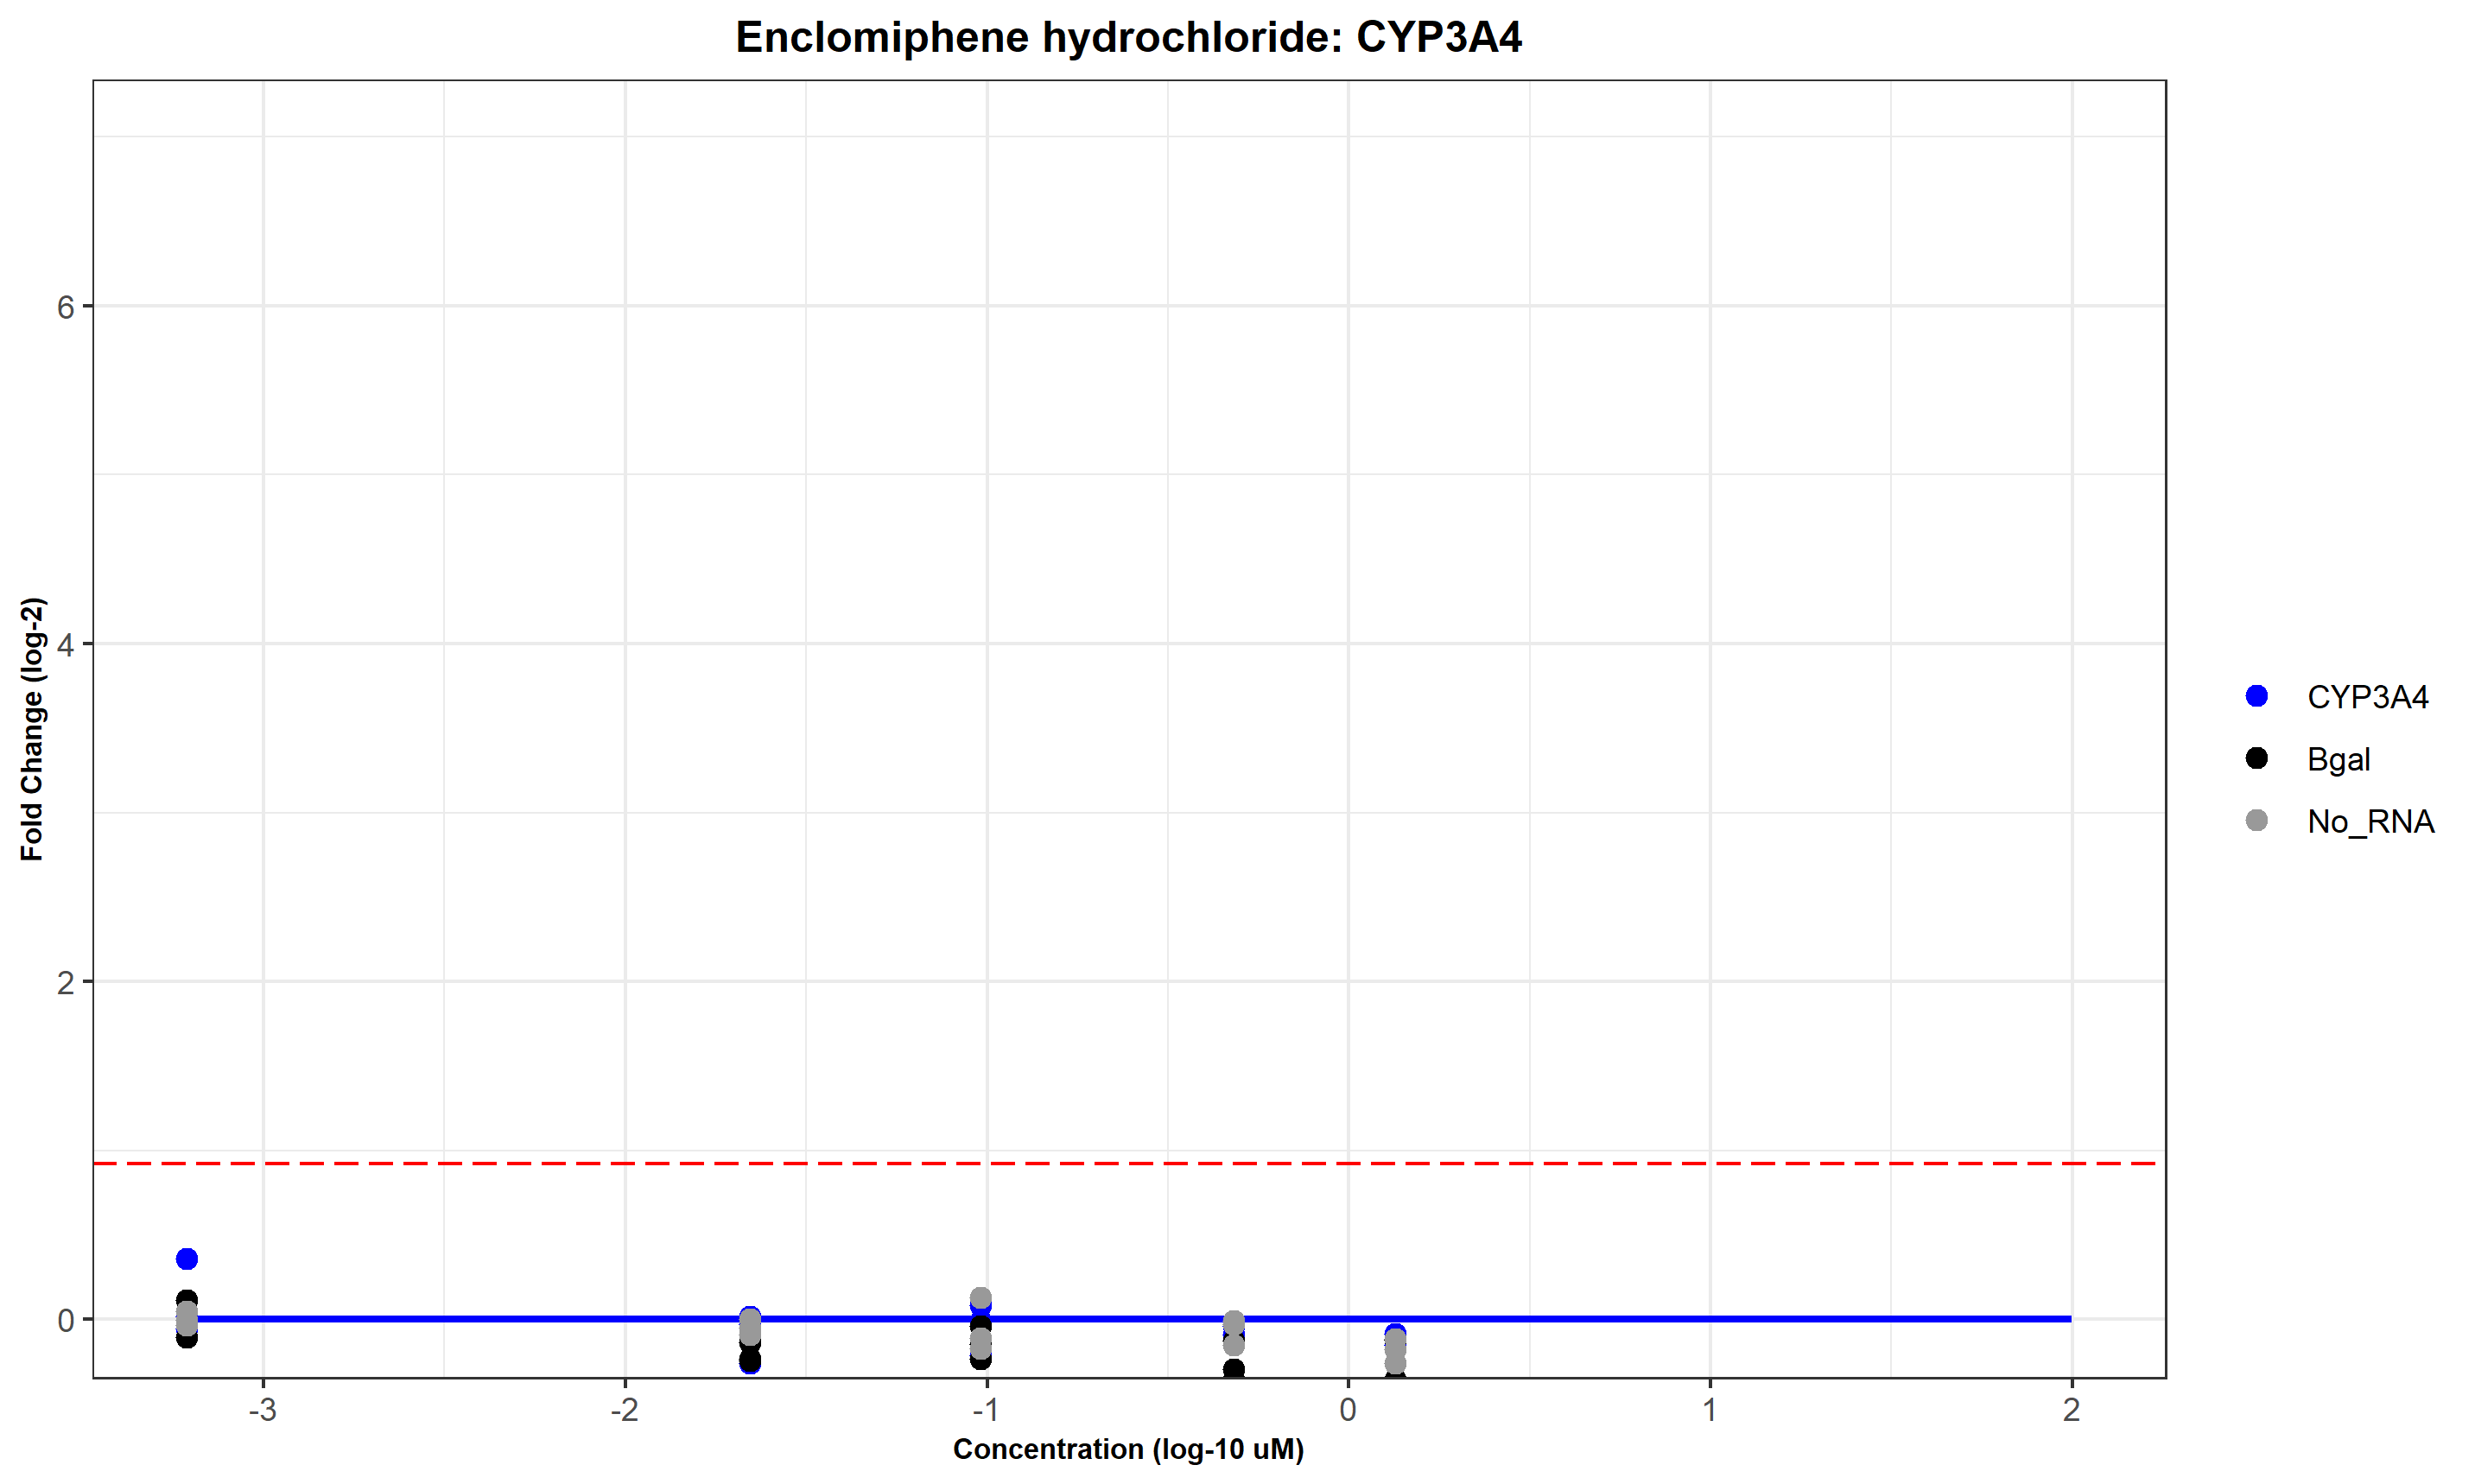 Enclomiphene hydrochloride: CYP3A4
Fold Change (log-2)
6
4
2
0
-3
-2
-1
0
1
2
Concentration (log-10 uM)
CYP3A4
Bgal
No_RNA